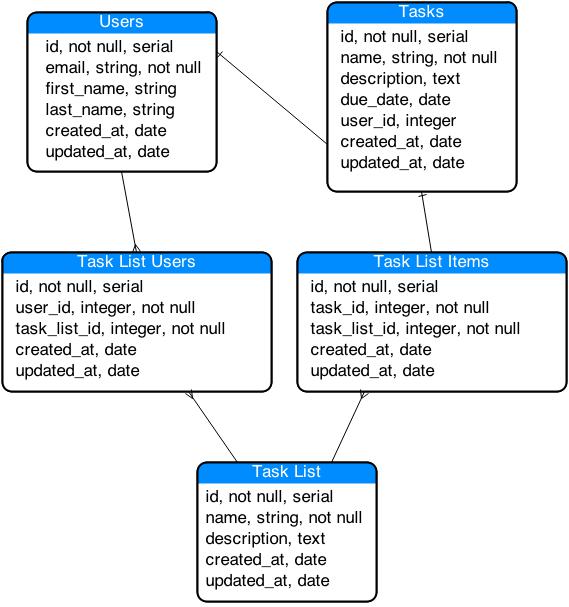 Users
id, not null, serial
email, string, not null
first_name, string
last_name, string
created_at, date
updated_at, date
Tasks
id, not null, serial
name, string, not null
description, text
due_date, date
user_id, integer
created_at, date
updated_at, date
Task List Users
id, not null, serial
user_id, integer, not null
task_list_id, integer, not null
created_at, date
updated_at, date
Task List Items
id, not null, serial
task_id, integer, not null
task_list_id, integer, not null
created_at, date
updated_at, date
Task List
id, not null, serial
name, string, not null
description, text
created_at, date
updated_at, date